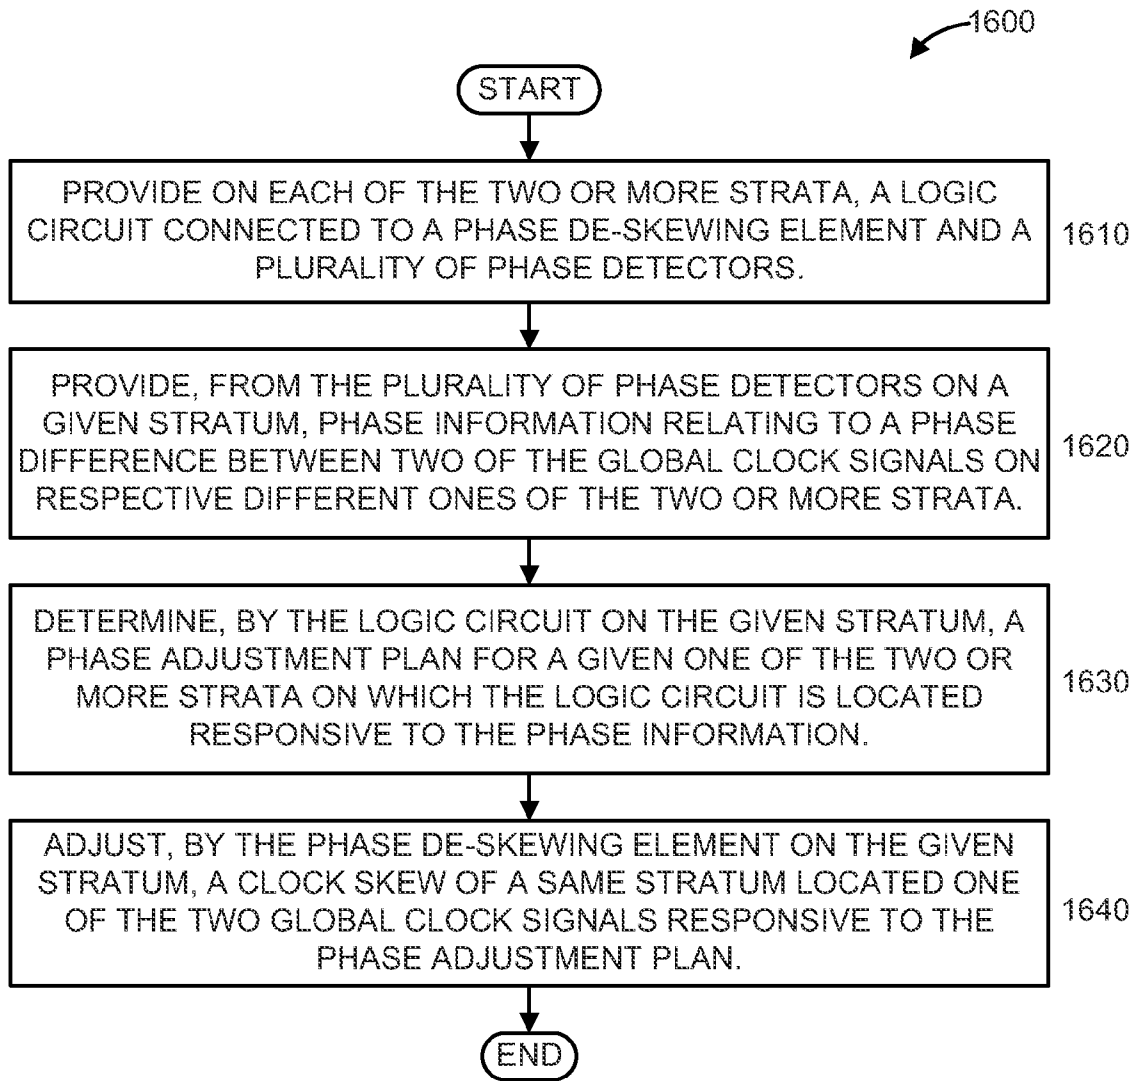 1600
START
PROVIDE ON EACH OF THE TWO OR MORE STRATA, A LOGIC
CIRCUIT CONNECTED TO A PHASE DE-SKEWING ELEMENT AND A
PLURALITY OF PHASE DETECTORS.
1610
PROVIDE, FROM THE PLURALITY OF PHASE DETECTORS ON A
GIVEN STRATUM, PHASE INFORMATION RELATING TO A PHASE
DIFFERENCE BETWEEN TWO OF THE GLOBAL CLOCK SIGNALS ON
RESPECTIVE DIFFERENT ONES OF THE TWO OR MORE STRATA.
1620
DETERMINE, BY THE LOGIC CIRCUIT ON THE GIVEN STRATUM, A
PHASE ADJUSTMENT PLAN FOR A GIVEN ONE OF THE TWO OR
MORE STRATA ON WHICH THE LOGIC CIRCUIT IS LOCATED
RESPONSIVE TO THE PHASE INFORMATION.
1630
ADJUST, BY THE PHASE DE-SKEWING ELEMENT ON THE GIVEN
STRATUM, A CLOCK SKEW OF A SAME STRATUM LOCATED ONE
OF THE TWO GLOBAL CLOCK SIGNALS RESPONSIVE TO THE
PHASE ADJUSTMENT PLAN.
1640
END